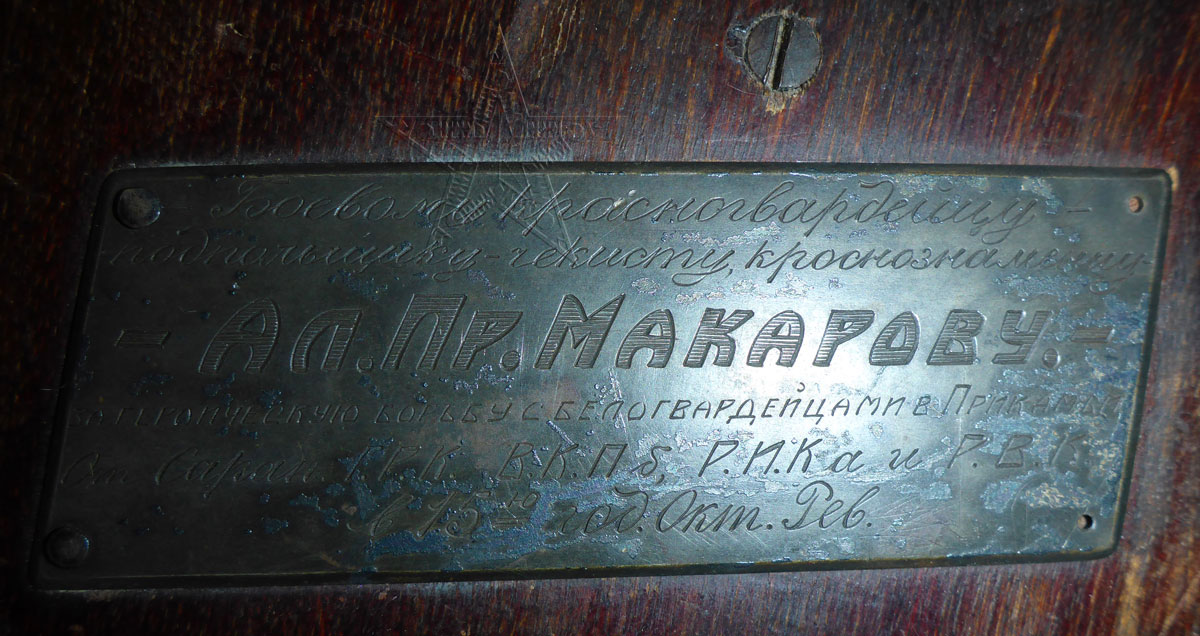 - Боевому красногвардейцу -
подпольщику - чекисту, кроснознаменцу
- Ал. Пр. Макарову. -
за героическую борьбу с белогвардейцами в Прикамье
От Сарап. Г.К. В.К.П б, Р.И.Ка и Р.В.К.
к 15-ю год. Окт. Рев.